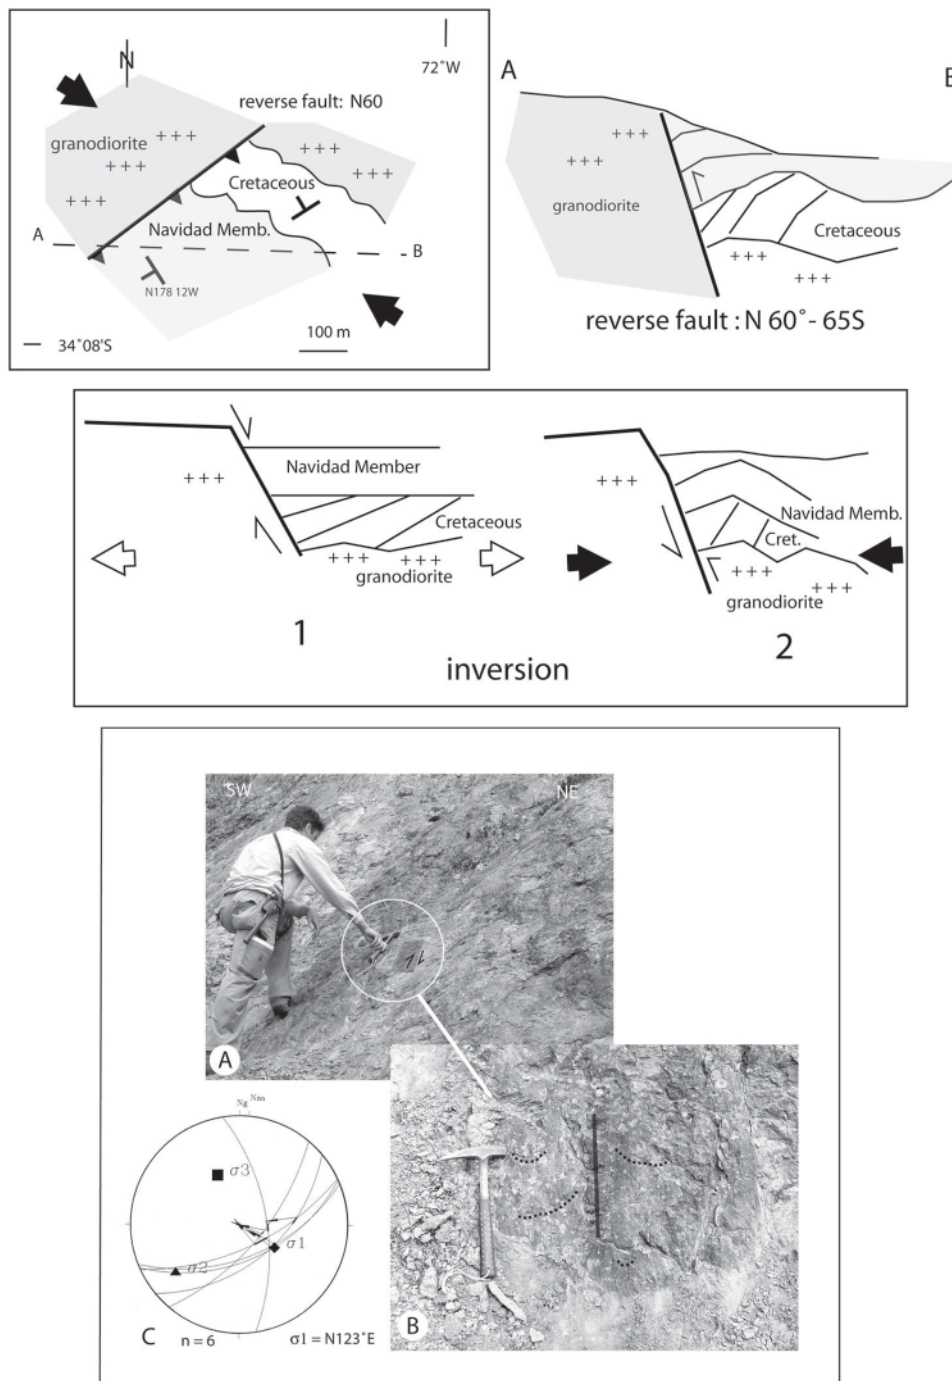 N
72°W
reverse fault: N60
granodiorite
+ + +
+ + +
+ + +
+ + +
Cretaceous
Navidad Memb.
A
B
N178 12W
100 m
34°08'S
A
+ + +
+ + +
granodiorite
Cretaceous
+ + +
+ + +
reverse fault : N 60°- 65S
Navidad Member
+ + +
Cretaceous
+ + +
+ + +
granodiorite
1
+ + +
Navidad Memb.
Cret.
+ + +
+ + +
granodiorite
2
inversion
SW
NE
A
B
Ng Nm
σ3
σ1
σ2
C
n = 6
σ1 = N123°E